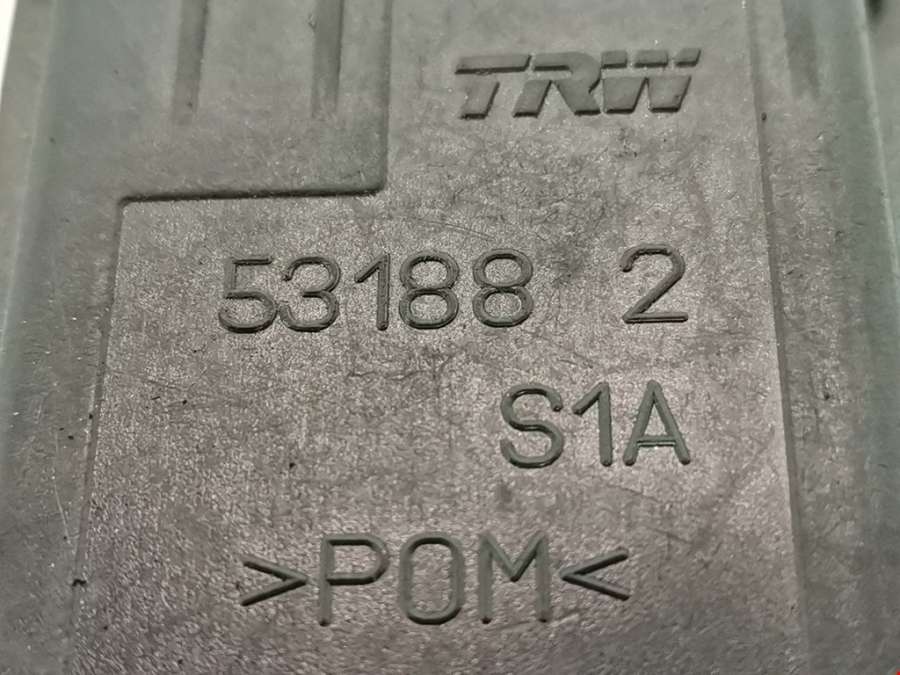 TRW
53188 2
S1A
>POM<